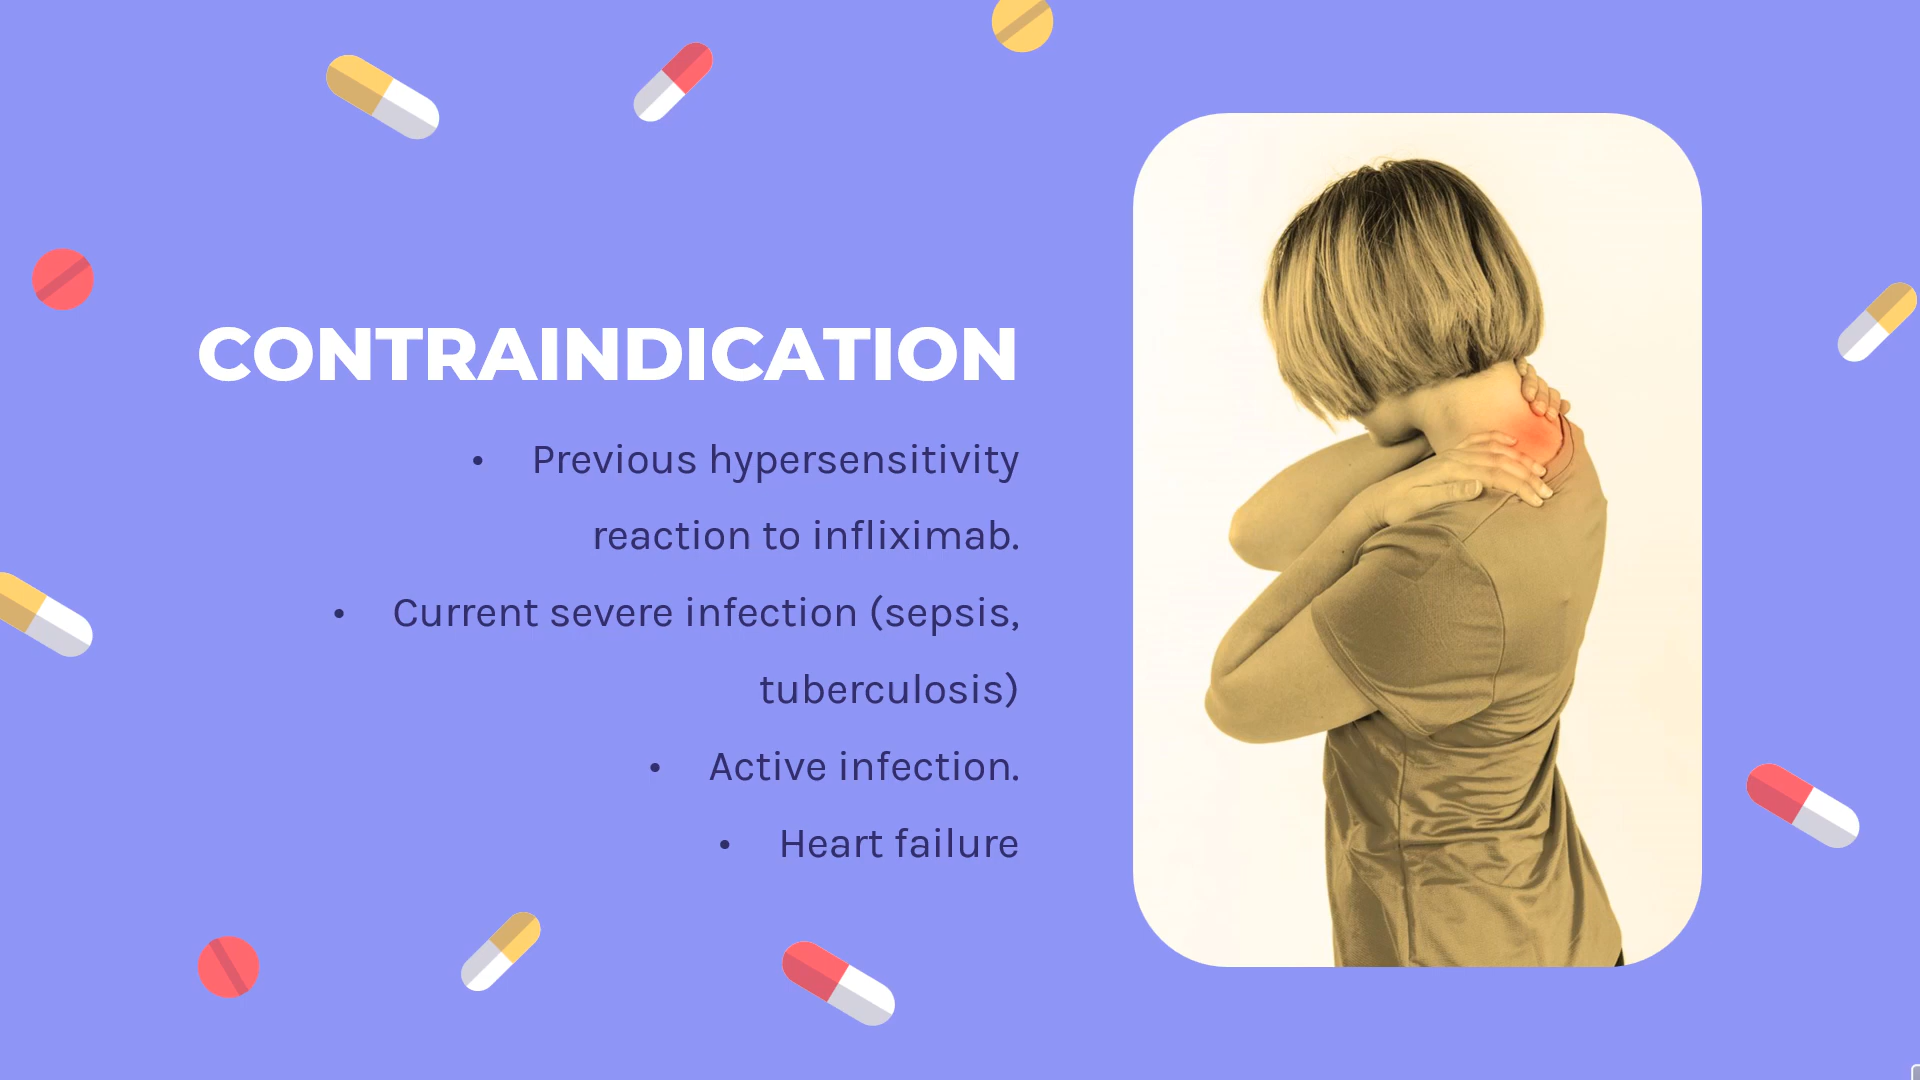 CONTRAINDICATION
• Previous hypersensitivity
reaction to infliximab.
• Current severe infection (sepsis,
tuberculosis)
• Active infection.
• Heart failure